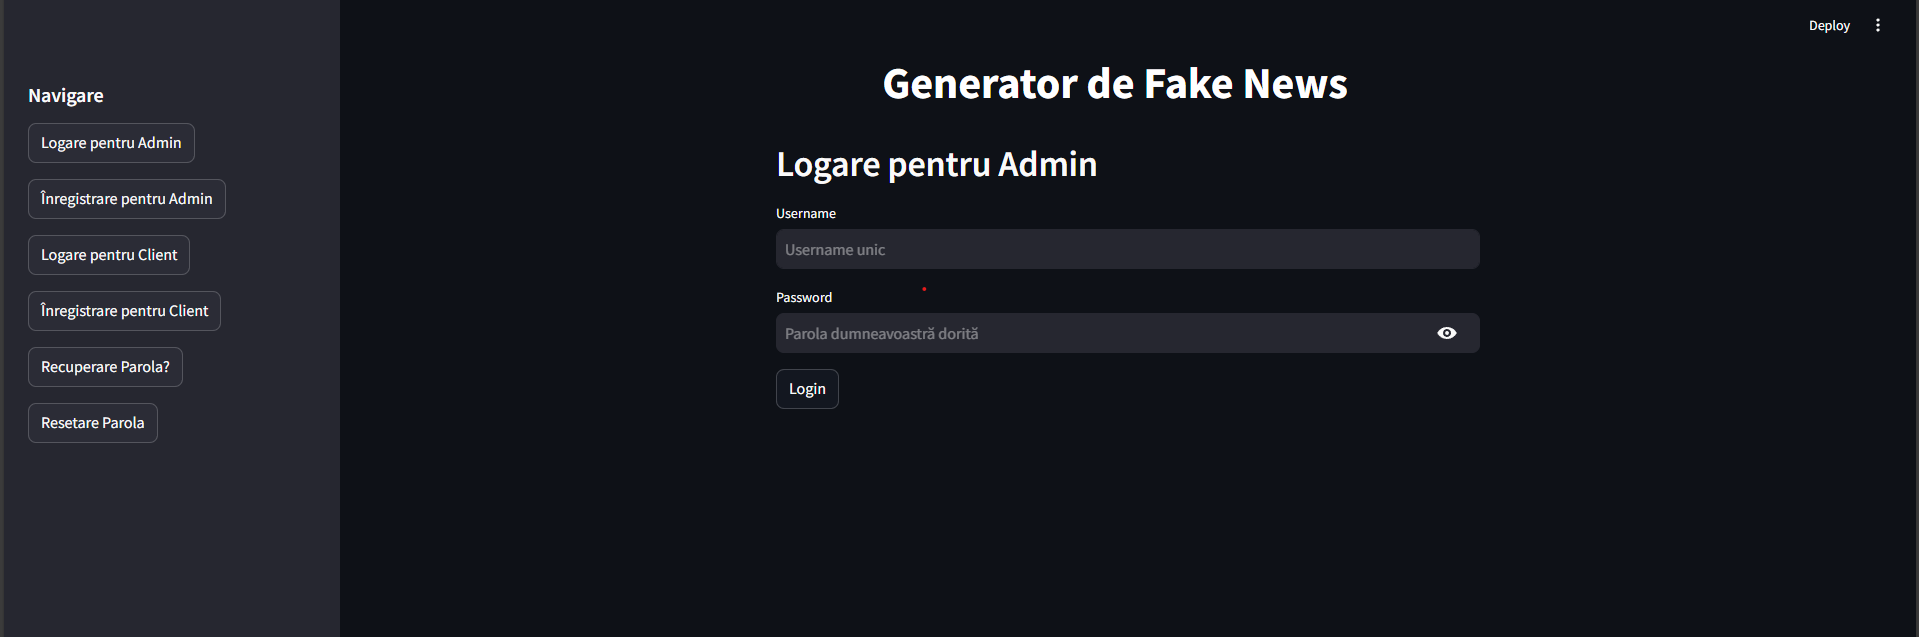 Deploy
Navigare
Logare pentru Admin
Înregistrare pentru Admin
Logare pentru Client
Înregistrare pentru Client
Recuperare Parola?
Resetare Parola
Generator de Fake News
Logare pentru Admin
Username
Username unic
Password
Parola dumneavoastră dorită
Login